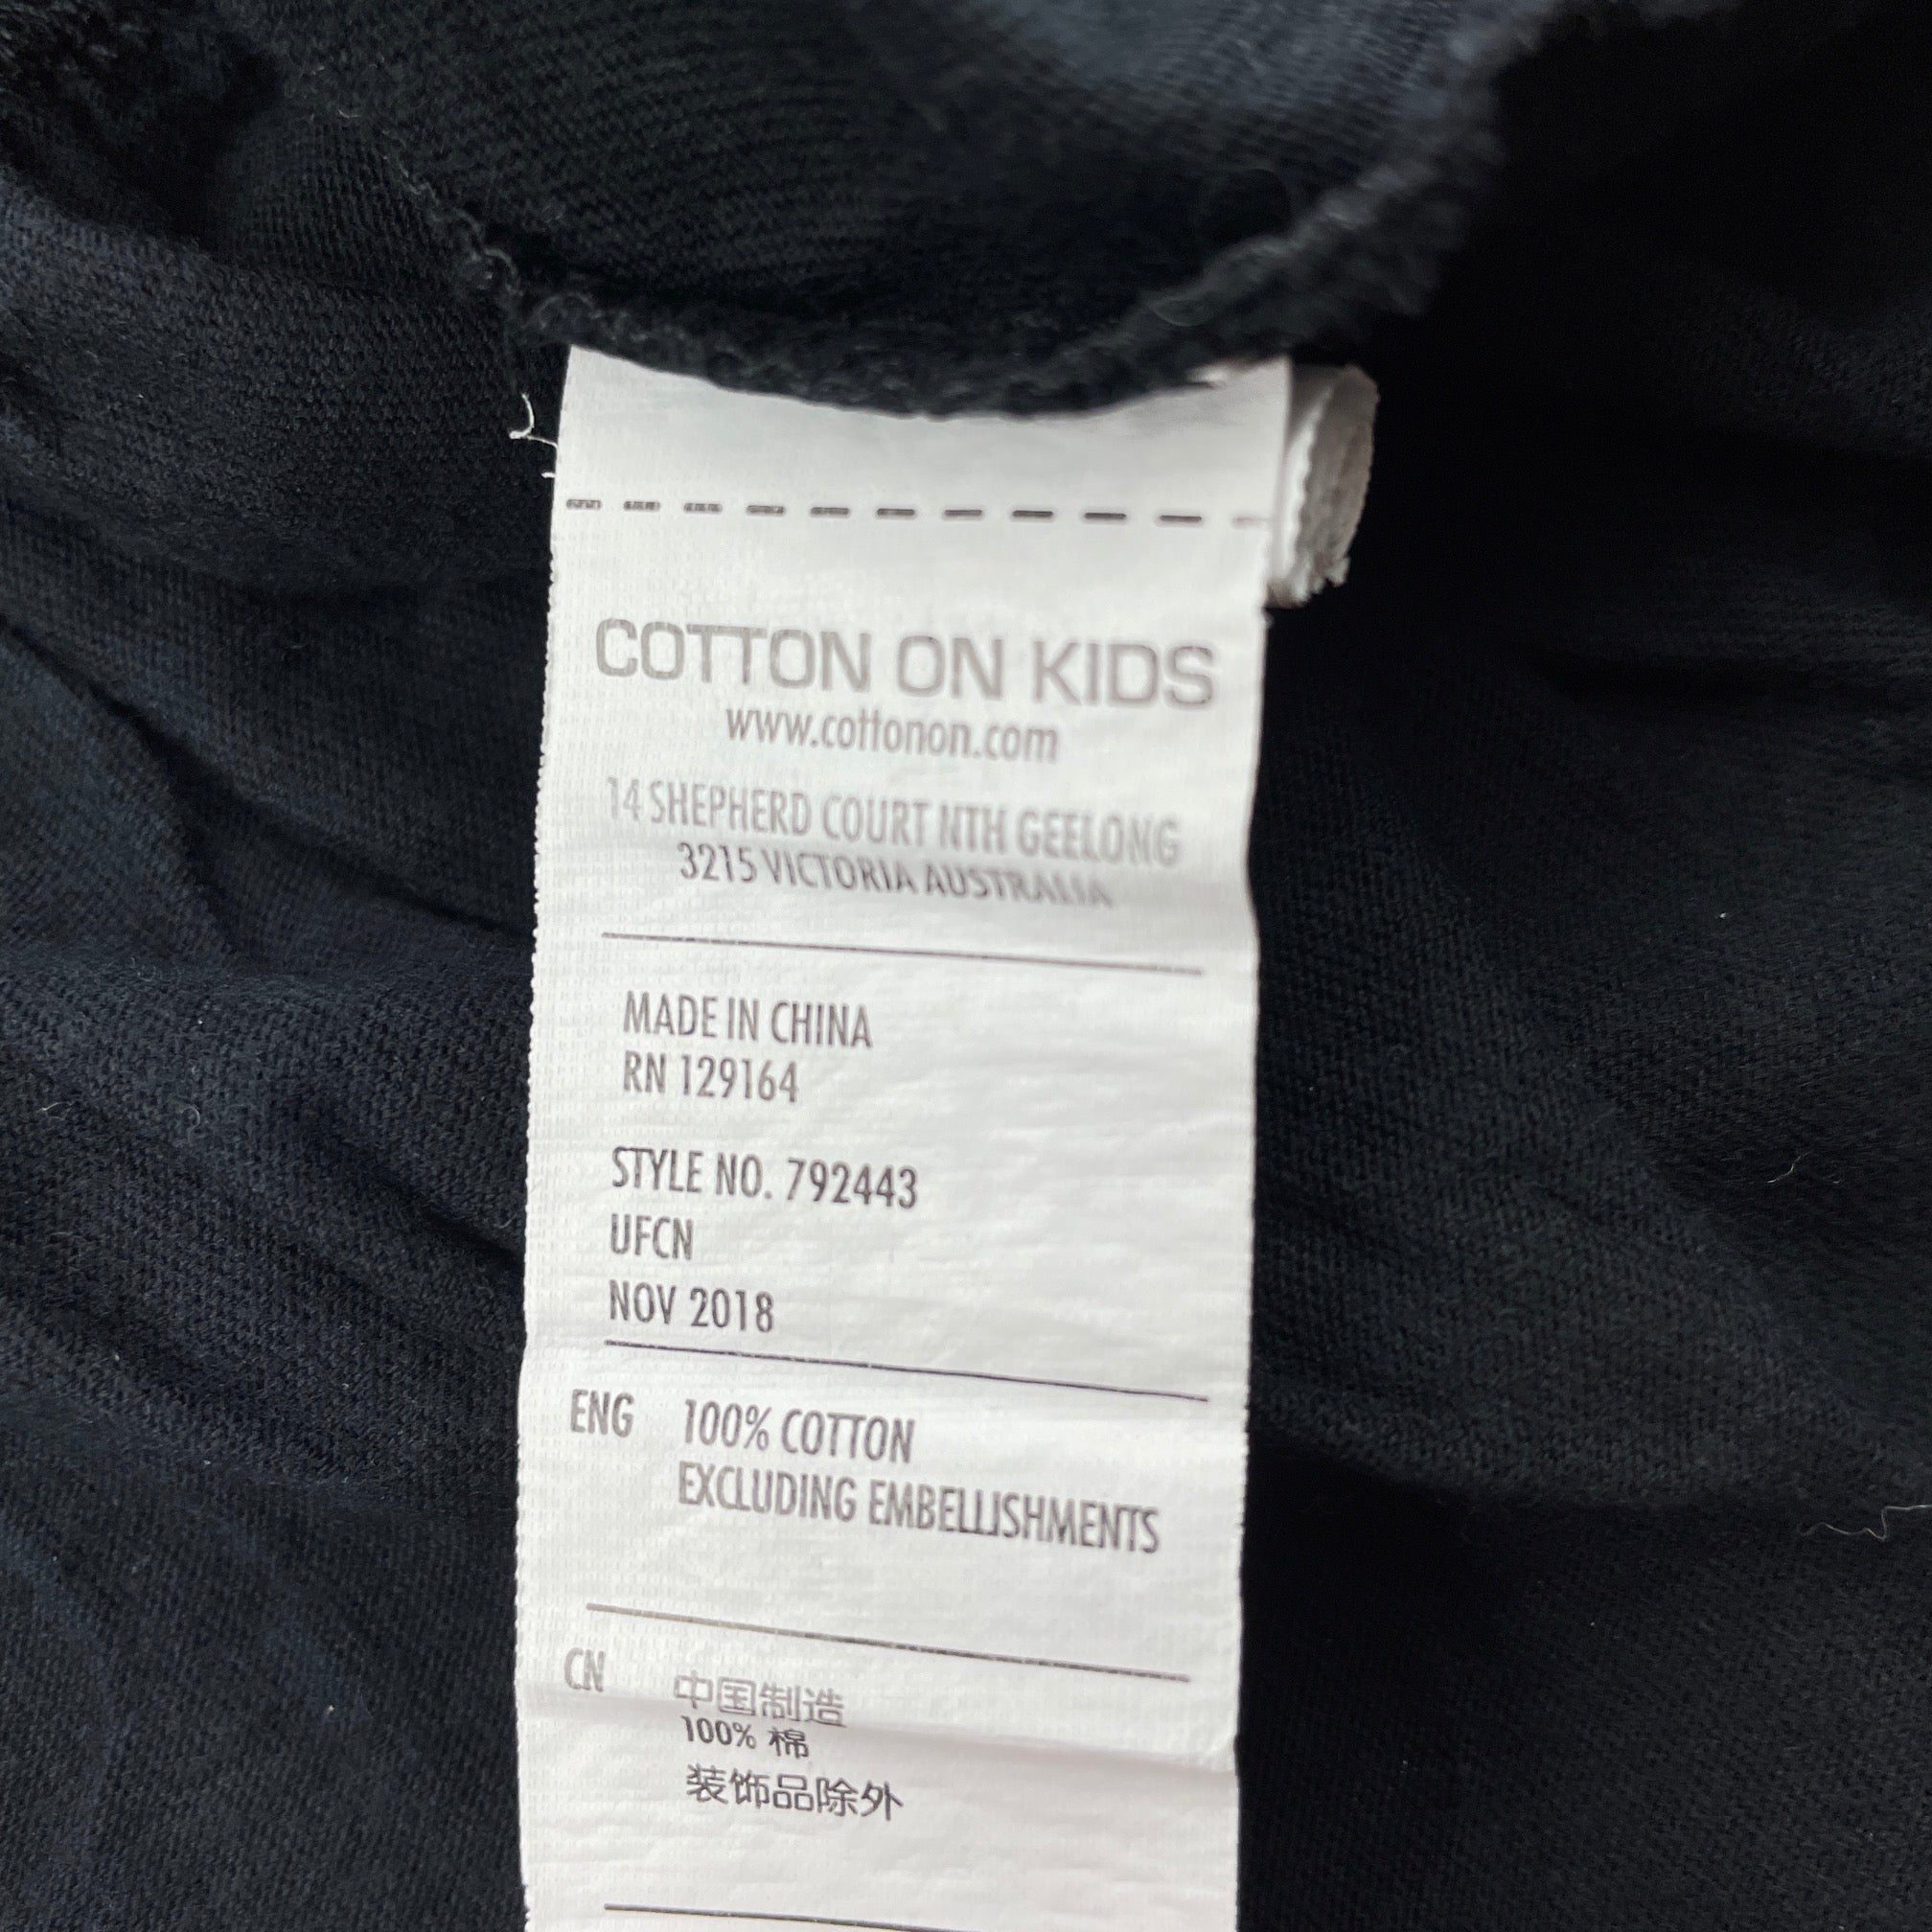 COTTON ON KIDS
www.cottonon.com
14 SHEPHERD COURT NTH GEELONG
3215 VICTORIA AUSTRALIA
MADE IN CHINA
RN 129164
STYLE NO. 792443
UFCN
NOV 2018
ENG 100% COTTON
EXCLUDING EMBELLISHMENTS
CN 中国制造
100% 棉
装饰品除外